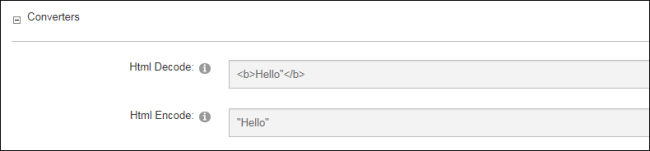 Converters
Html Decode: <b>Hello"</b>
Html Encode: "Hello"